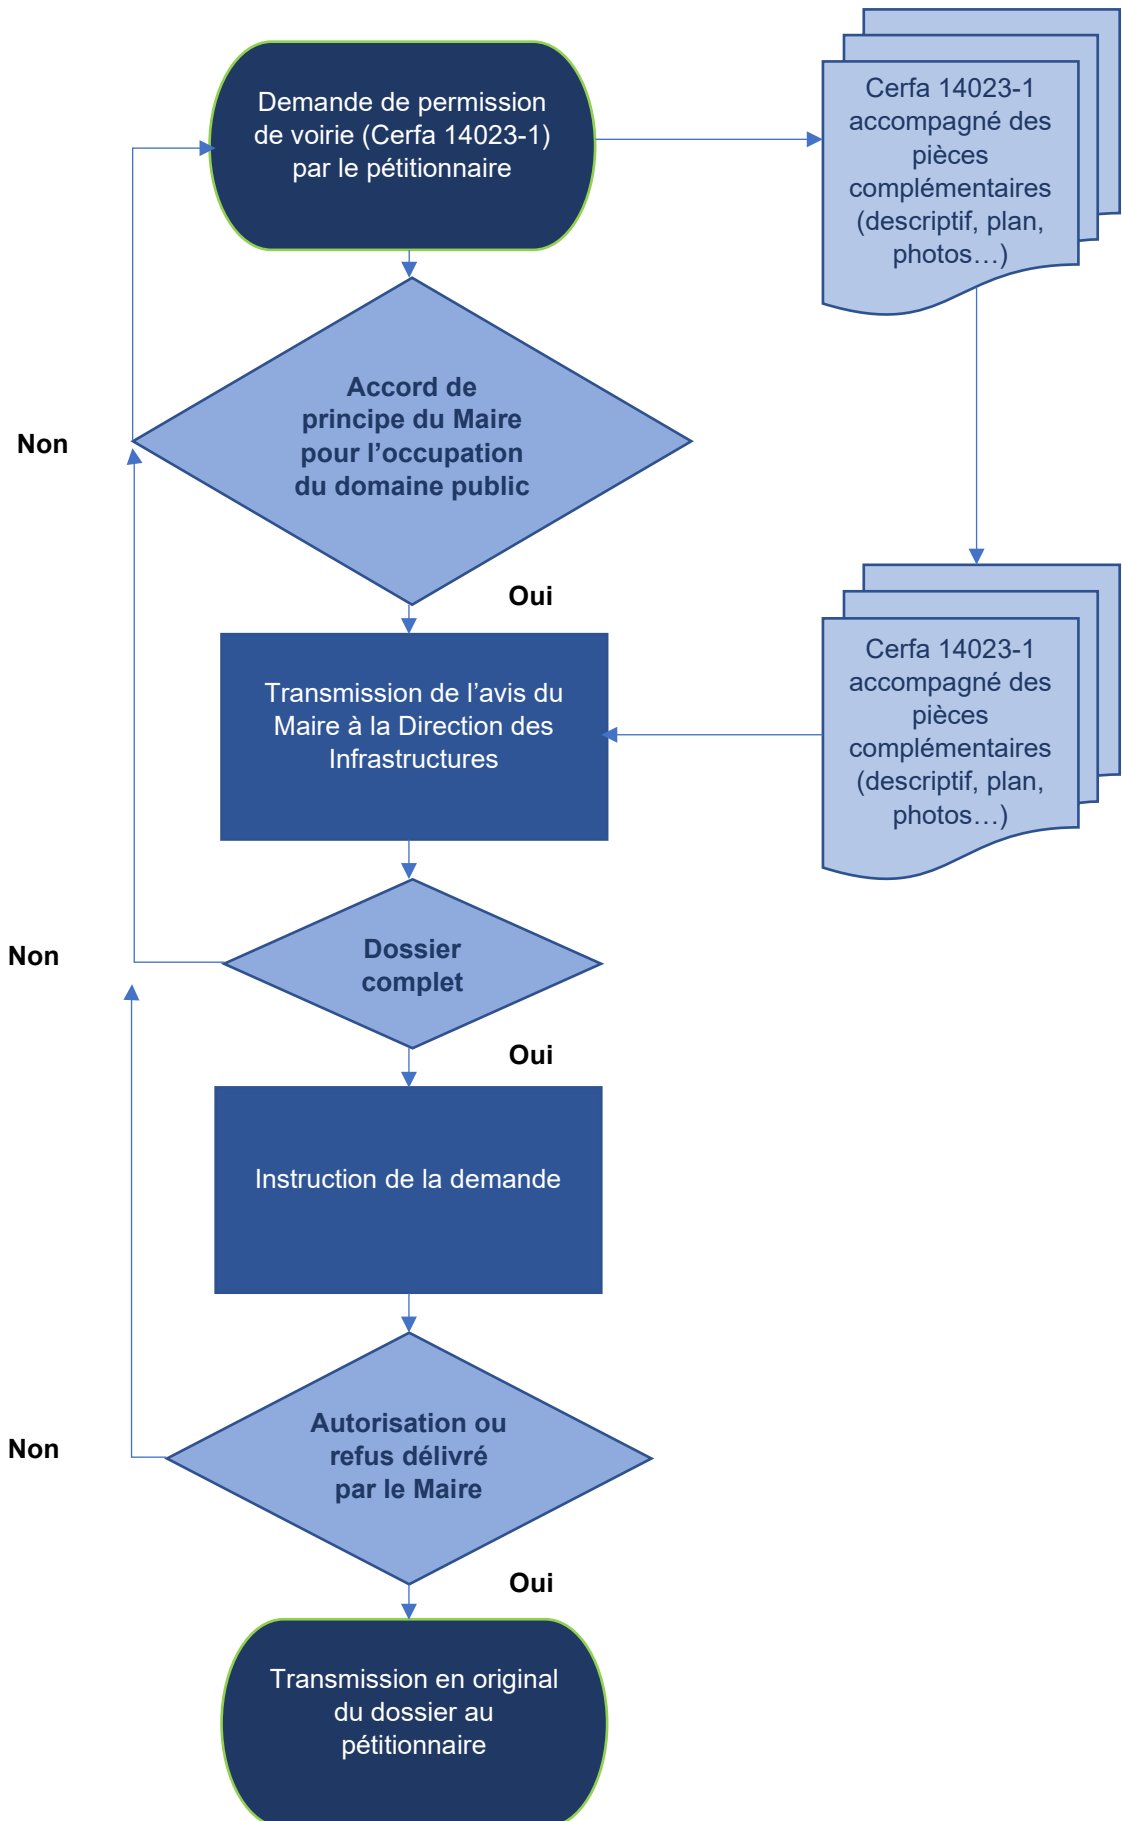 Demande de permission
de voirie (Cerfa 14023-1)
par le pétitionnaire
Cerfa 14023-1
accompagné des
pièces
complémentaires
(descriptif, plan,
photos…)
Accord de
principe du Maire
pour l’occupation
du domaine public
Non
Oui
Transmission de l’avis du
Maire à la Direction des
Infrastructures
Cerfa 14023-1
accompagné des
pièces
complémentaires
(descriptif, plan,
photos…)
Dossier
complet
Non
Oui
Instruction de la demande
Autorisation ou
refus délivré
par le Maire
Non
Oui
Transmission en original
du dossier au
pétitionnaire